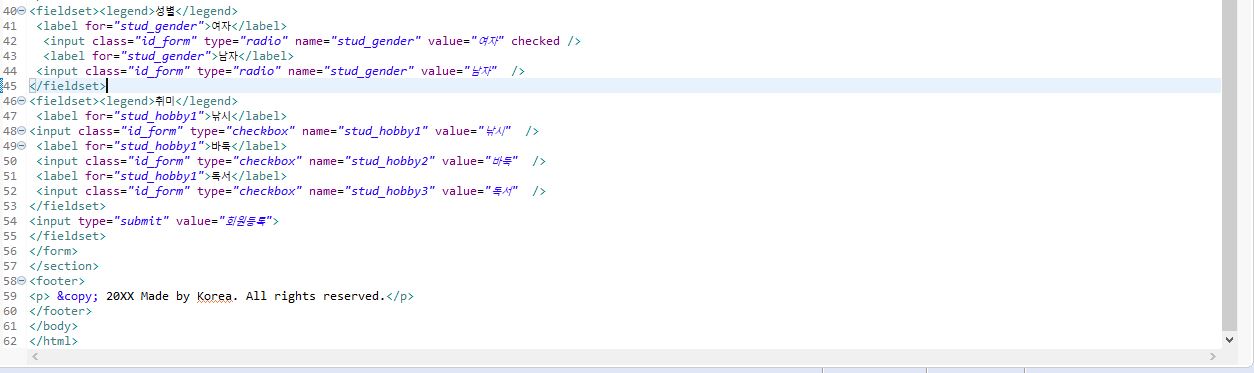 40 <fieldset><legend>성별</legend>
41 <label for="stud_gender">여자</label>
42 <input class="id_form" type="radio" name="stud_gender" value="여자" checked />
43 <label for="stud_gender">남자</label>
44 <input class="id_form" type="radio" name="stud_gender" value="남자" />
45 </fieldset>
46 <fieldset><legend>취미</legend>
47 <label for="stud_hobby1">낚시</label>
48 <input class="id_form" type="checkbox" name="stud_hobby1" value="낚시" />
49 <label for="stud_hobby1">바둑</label>
50 <input class="id_form" type="checkbox" name="stud_hobby2" value="바둑" />
51 <label for="stud_hobby1">독서</label>
52 <input class="id_form" type="checkbox" name="stud_hobby3" value="독서" />
53 </fieldset>
54 <input type="submit" value="회원등록">
55 </fieldset>
56 </form>
57 </section>
58 <footer>
59 <p> &copy; 20XX Made by Korea. All rights reserved.</p>
60 </footer>
61 </body>
62 </html>